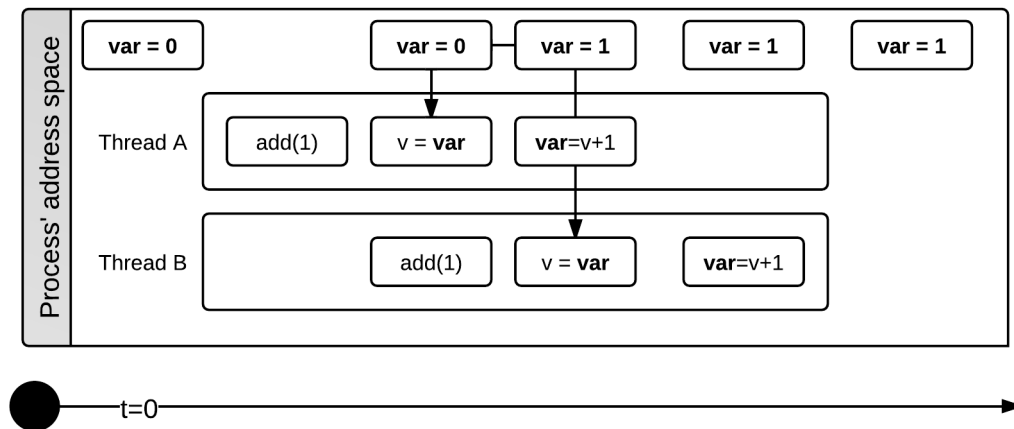 Process' address space
var = 0
var = 0
var = 1
var = 1
var = 1
Thread A
add(1)
v = var
var=v+1
Thread B
add(1)
v = var
var=v+1
t=0